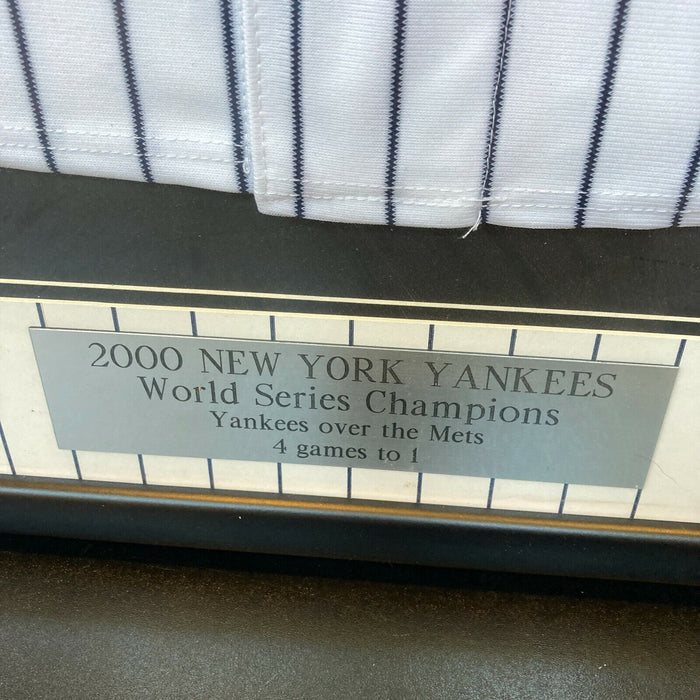 2000 NEW YORK YANKEES
World Series Champions
Yankees over the Mets
4 games to 1